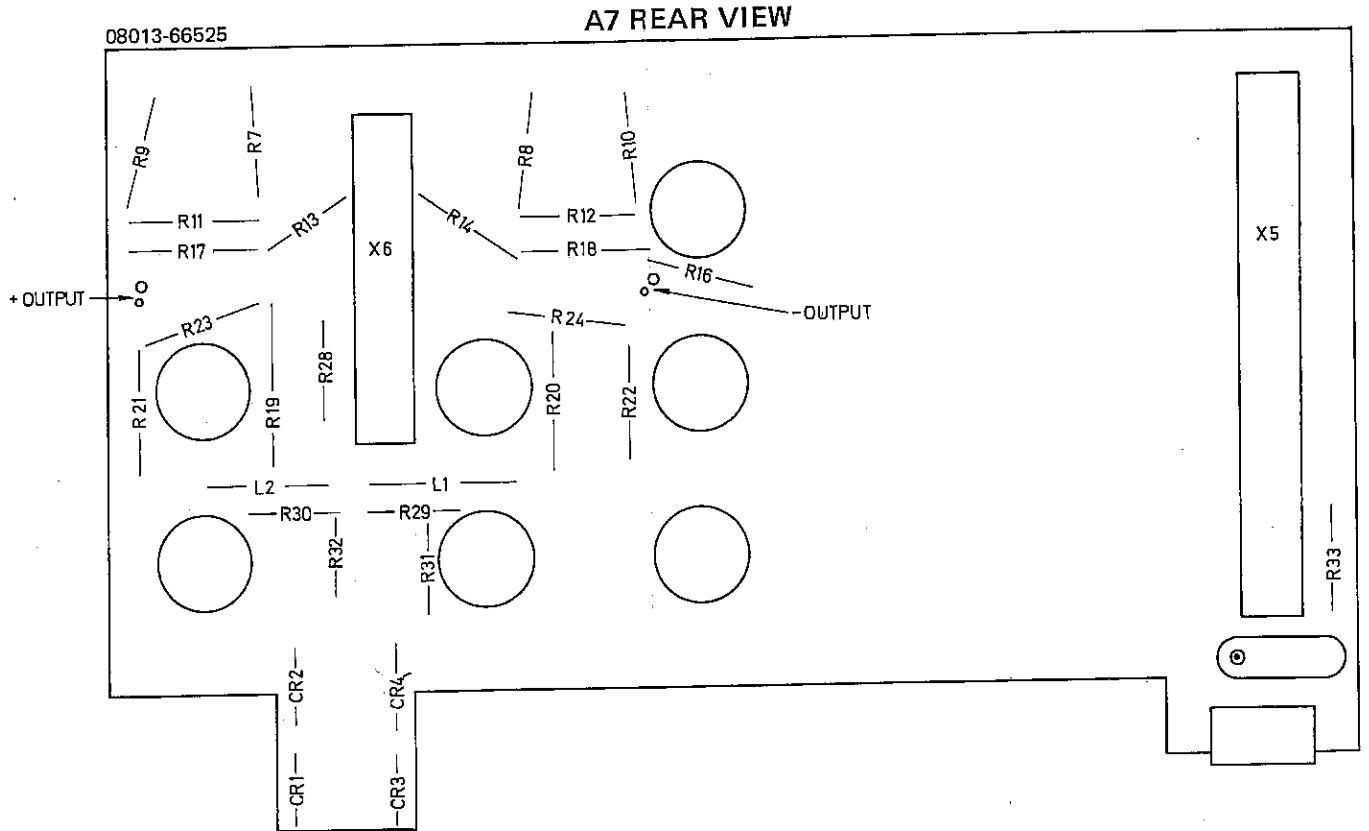 A7 REAR VIEW
08013-66525
R9
R7
R8
R10
R11
R13
R14
R12
R17
X6
R18
X5
R16
+ OUTPUT
- OUTPUT
R23
R24
R28
R21
R19
R20
R22
L2
L1
R30
R29
R32
R31
R33
CR2
CR4
CR1
CR3